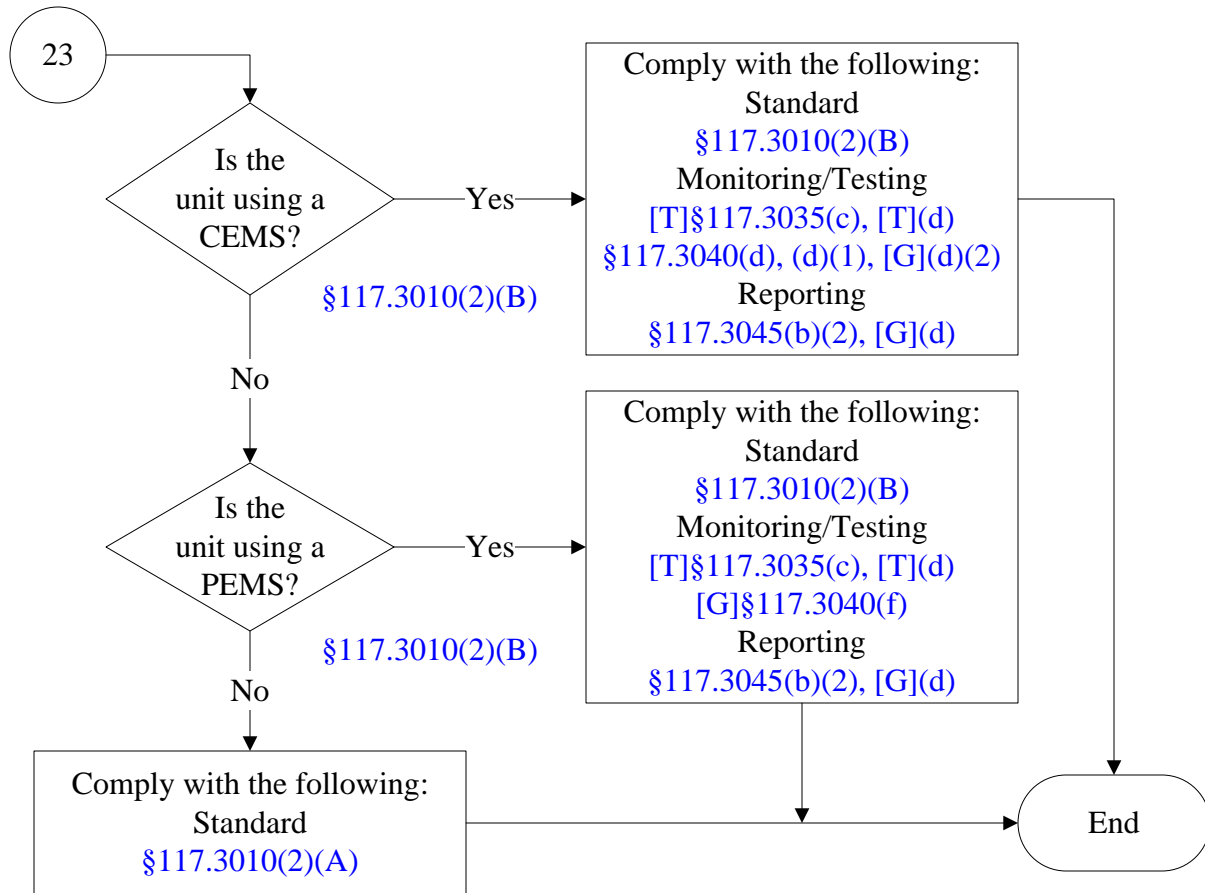 23
Is the
unit using a
CEMS?
Yes
§117.3010(2)(B)
Comply with the following:
Standard
§117.3010(2)(B)
Monitoring/Testing
[T]§117.3035(c), [T](d)
§117.3040(d), (d)(1), [G](d)(2)
Reporting
§117.3045(b)(2), [G](d)
No
Is the
unit using a
PEMS?
Yes
§117.3010(2)(B)
Comply with the following:
Standard
§117.3010(2)(B)
Monitoring/Testing
[T]§117.3035(c), [T](d)
[G]§117.3040(f)
Reporting
§117.3045(b)(2), [G](d)
No
Comply with the following:
Standard
§117.3010(2)(A)
End